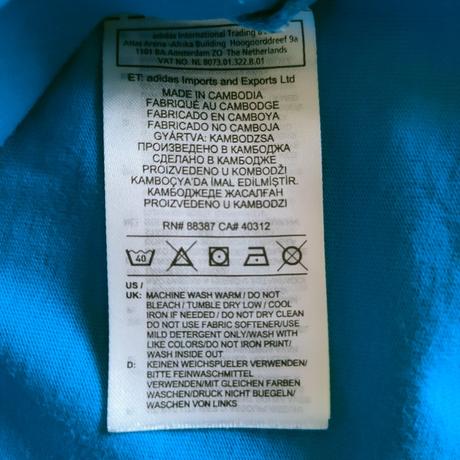 adidas International Trading B.V.
Atlas Arena-Afrika Building Hoogoorddreef 9a
1101 BA Amsterdam ZO The Netherlands
VAT NO. NL 8073.01.322.B.01
ET: adidas Imports and Exports Ltd
MADE IN CAMBODIA
FABRIQUÉ AU CAMBODGE
FABRICADO EN CAMBOYA
FABRICADO NO CAMBOJA
GYÁRTVA: KAMBODZSA
ПРОИЗВЕДЕНО В КАМБОДЖА
СДЕЛАНО В КАМБОДЖЕ
PROIZVEDENO U KOMBODŽI
KAMBOÇYA'DA İMAL EDİLMİŞTİR.
КАМБОДЖЕДЕ ЖАСАЛҒАН
PROIZVEDENO U KAMBODŽI
RN# 88387 CA# 40312
40
US /
UK: MACHINE WASH WARM / DO NOT
BLEACH / TUMBLE DRY LOW / COOL
IRON IF NEEDED / DO NOT DRY CLEAN
DO NOT USE FABRIC SOFTENER/USE
MILD DETERGENT ONLY/WASH WITH
LIKE COLORS/DO NOT IRON PRINT/
WASH INSIDE OUT
D: KEINEN WEICHSPUELER VERWENDEN/
BITTE FEINWASCHMITTEL
VERWENDEN/MIT GLEICHEN FARBEN
WASCHEN/DRUCK NICHT BUEGELN/
WASCHEN VON LINKS